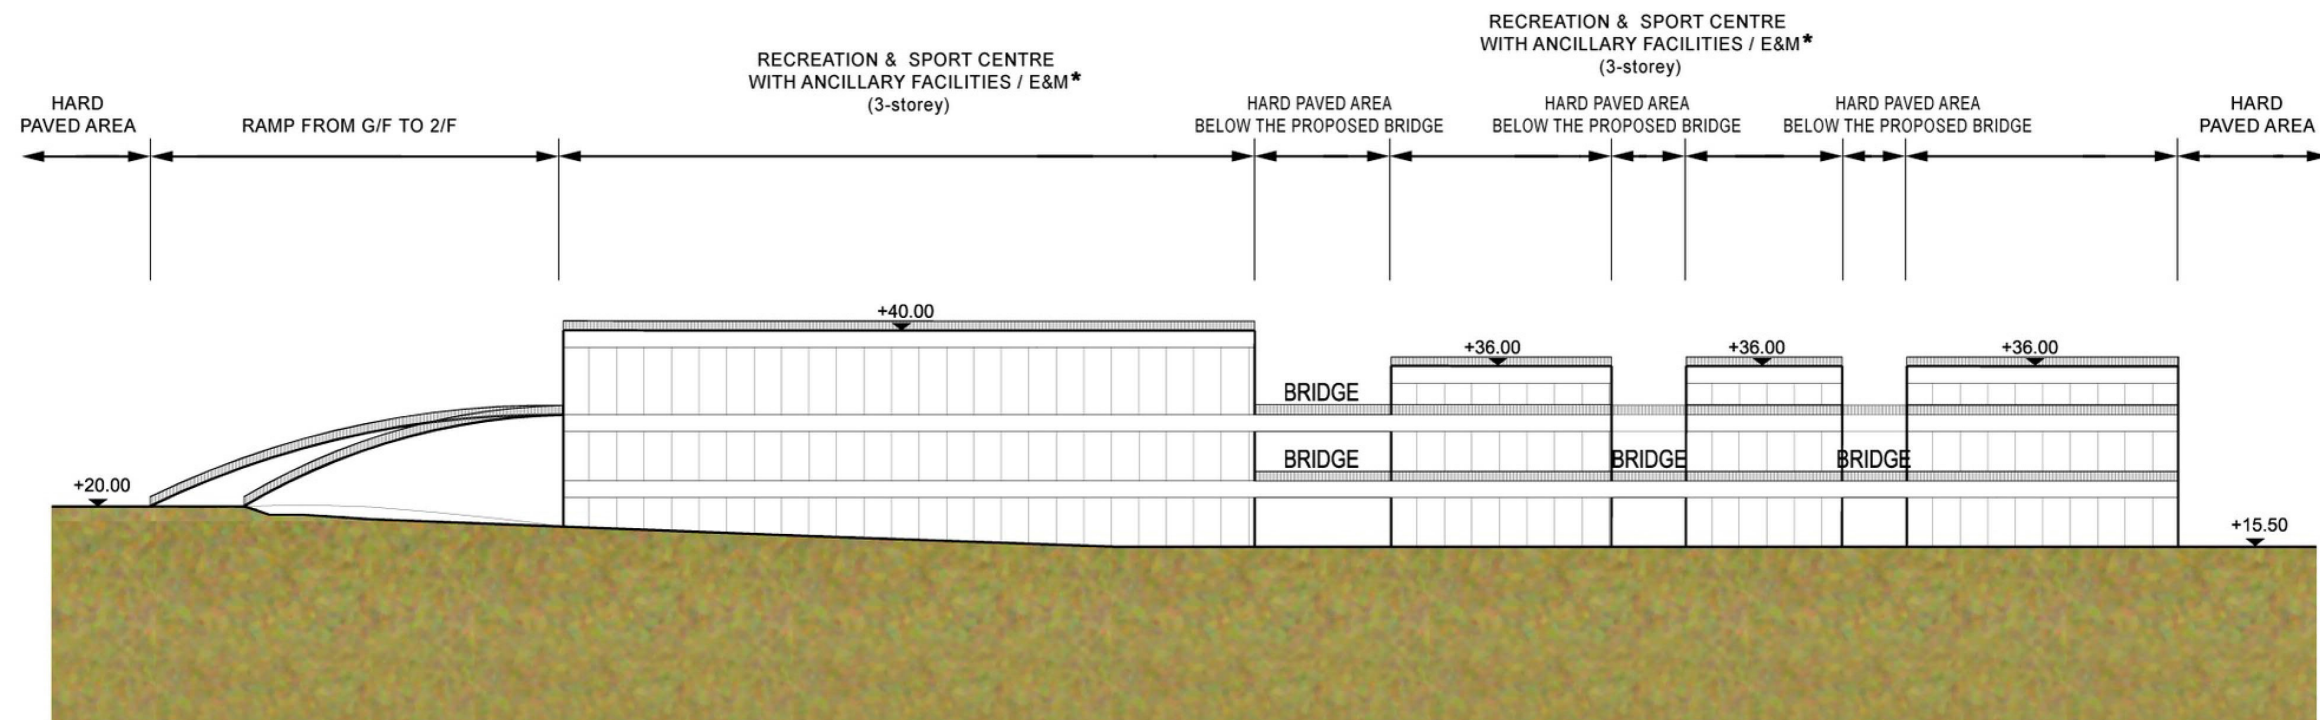 RECREATION & SPORT CENTRE
WITH ANCILLARY FACILITIES / E&M*
(3-storey)
RECREATION & SPORT CENTRE
WITH ANCILLARY FACILITIES / E&M*
(3-storey)
HARD
PAVED AREA
RAMP FROM G/F TO 2/F
HARD PAVED AREA
BELOW THE PROPOSED BRIDGE
HARD PAVED AREA
BELOW THE PROPOSED BRIDGE
HARD PAVED AREA
BELOW THE PROPOSED BRIDGE
HARD
PAVED AREA
+40.00
+36.00
+36.00
+36.00
BRIDGE
BRIDGE
BRIDGE
BRIDGE
+20.00
+15.50